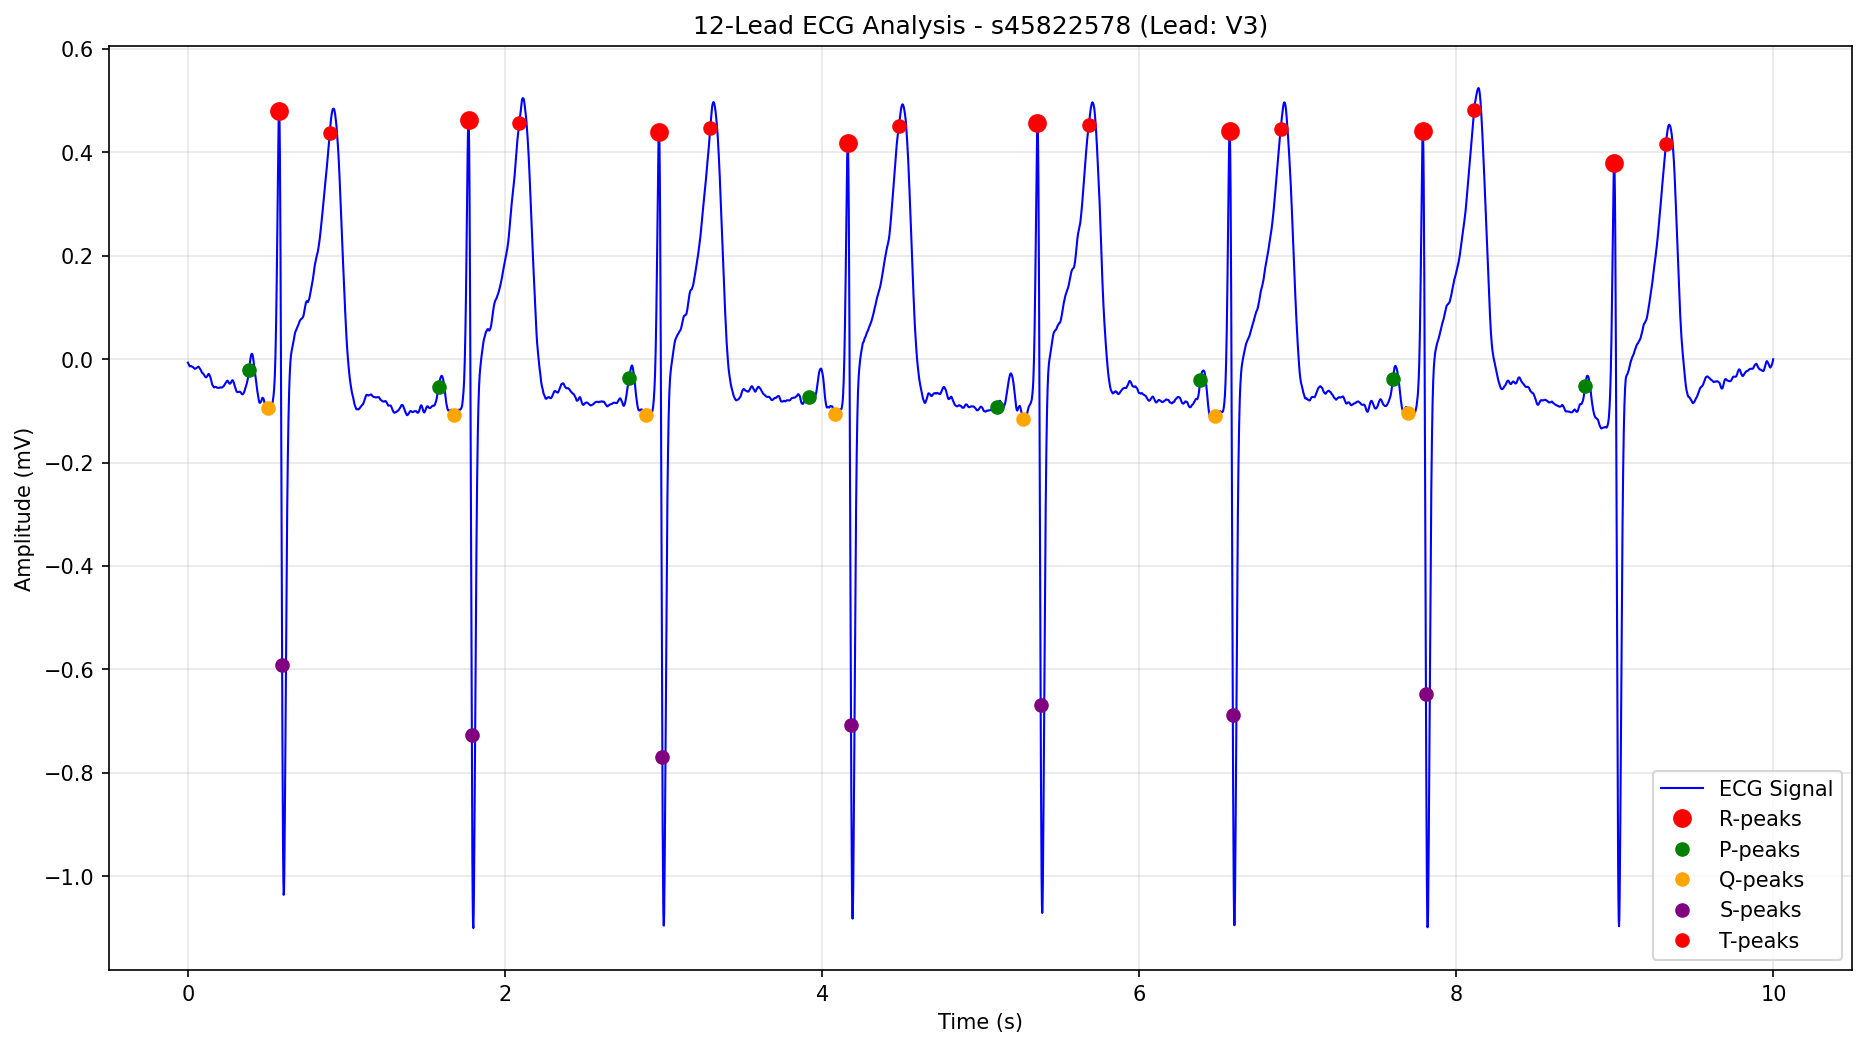 12-Lead ECG Analysis - s45822578 (Lead: V3)
Amplitude (mV)
0.6
0.4
0.2
0.0
−0.2
−0.4
−0.6
−0.8
−1.0
ECG Signal
R-peaks
P-peaks
Q-peaks
S-peaks
T-peaks
0 2 4 6 8 10
Time (s)